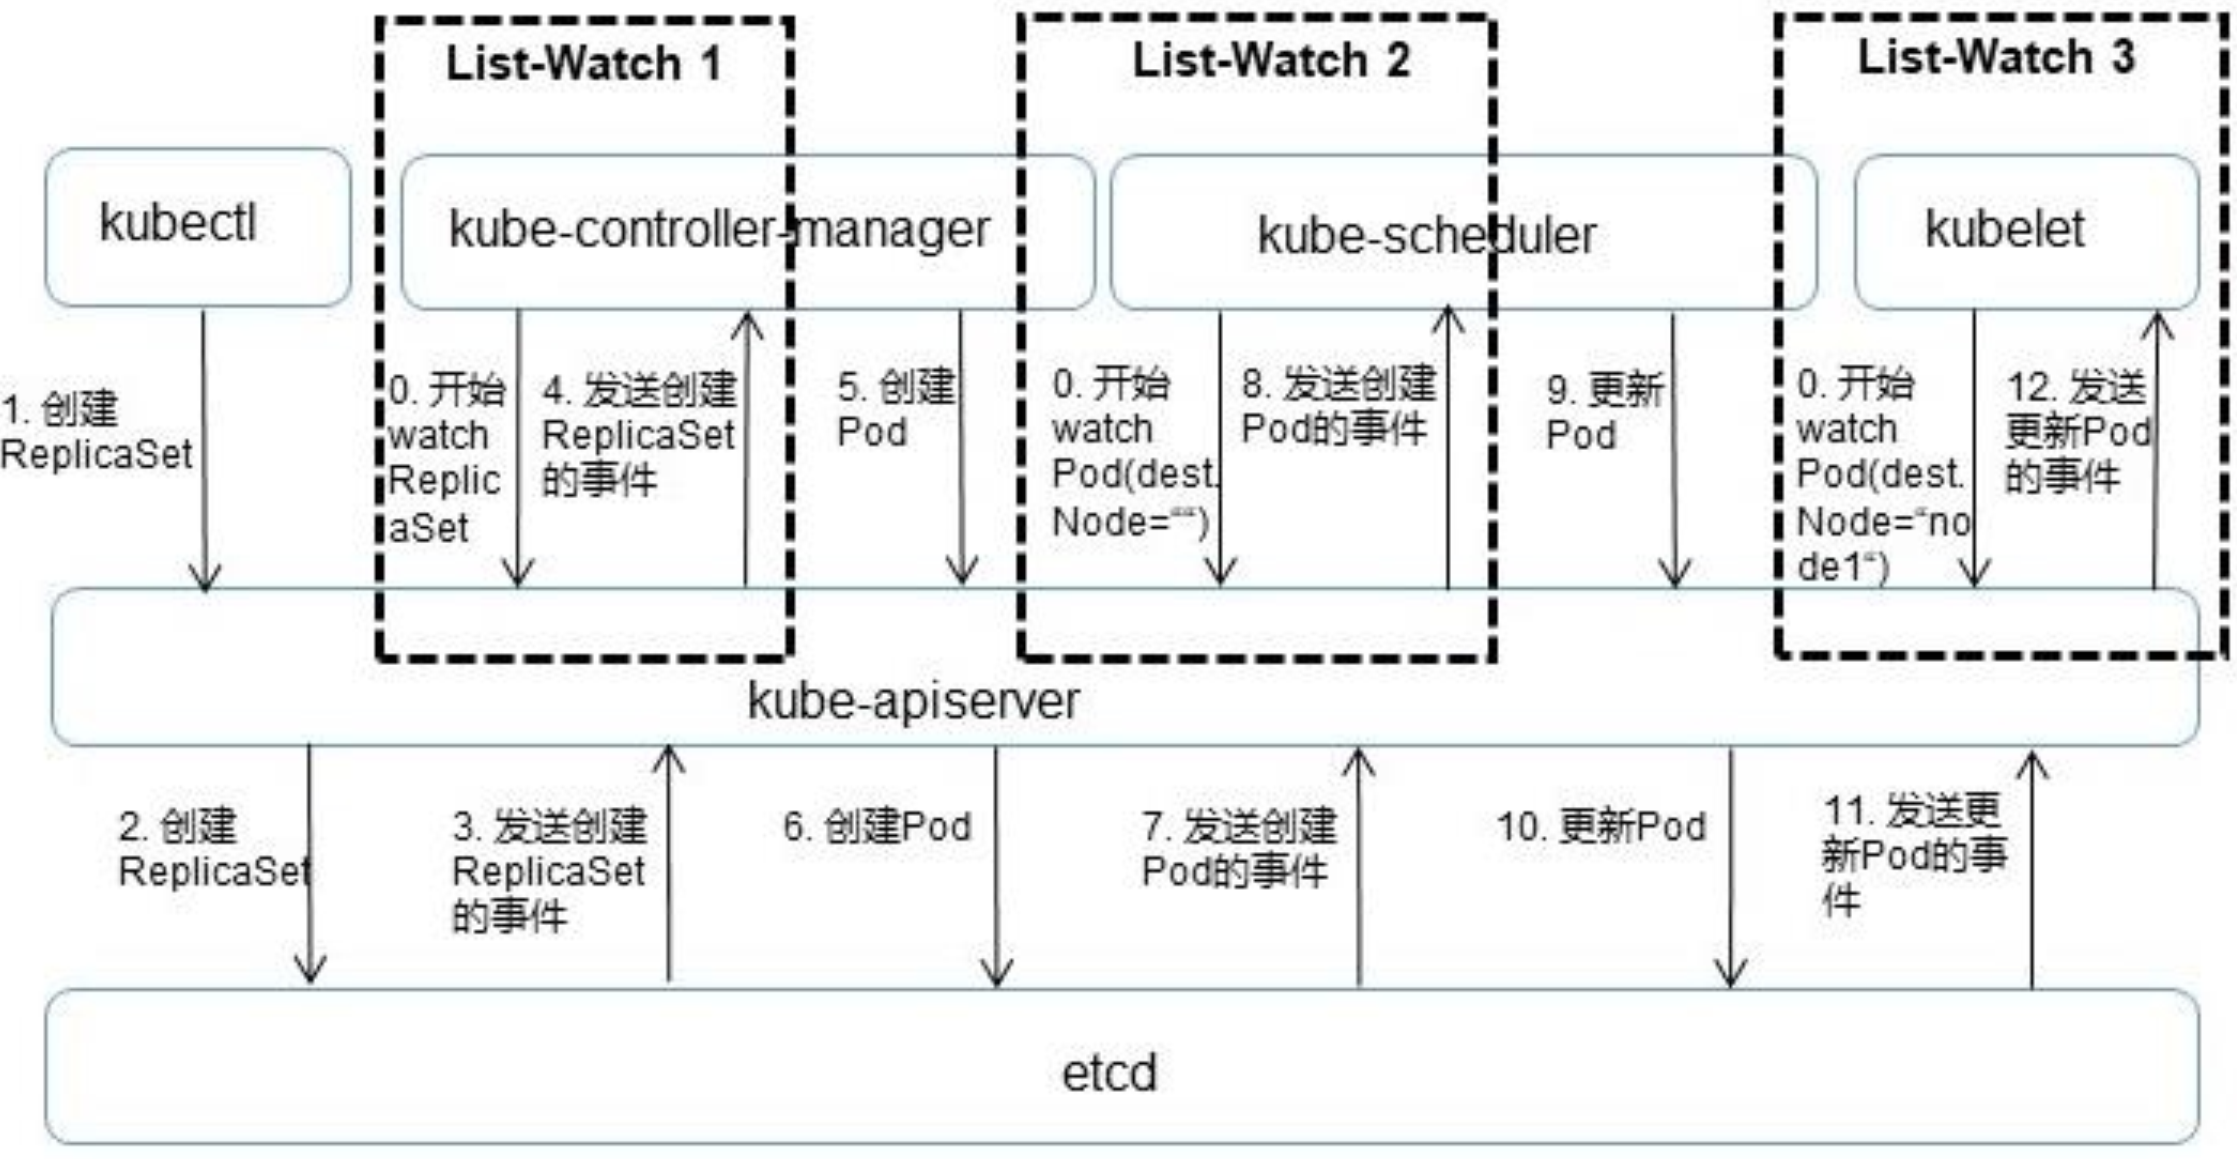 List-Watch 1
List-Watch 2
List-Watch 3
kubectl
kube-controller-manager
kube-scheduler
kubelet
1. 创建
ReplicaSet
0. 开始
watch
Replic
aSet
4. 发送创建
ReplicaSet
的事件
5. 创建
Pod
0. 开始
watch
Pod(dest.
Node=““)
8. 发送创建
Pod的事件
9. 更新
Pod
0. 开始
watch
Pod(dest.
Node=“no
de1“)
12. 发送
更新Pod
的事件
kube-apiserver
2. 创建
ReplicaSet
3. 发送创建
ReplicaSet
的事件
6. 创建Pod
7. 发送创建
Pod的事件
10. 更新Pod
11. 发送更
新Pod的事
件
etcd